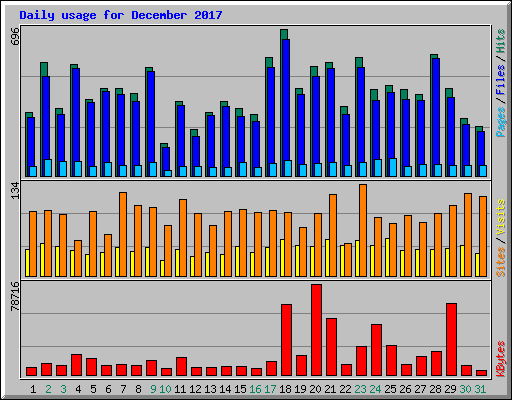 Daily usage for December 2017
696
Pages / Files / Hits
134
Sites / Visits
78716
KBytes
1 2 3 4 5 6 7 8 9 10 11 12 13 14 15 16 17 18 19 20 21 22 23 24 25 26 27 28 29 30 31